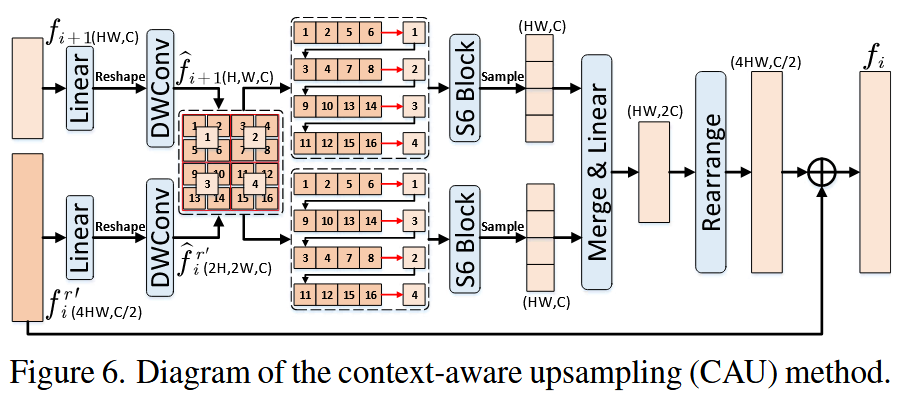 f_{i+1}(HW,C)
Linear
Reshape
DWConv
\hat{f}_{i+1}(H,W,C)
1 2 3 4
1 2
5 6 7 8
9 10 11 12
3 4
13 14 15 16
1 2 5 6 1
3 4 7 8 2
9 10 13 14 3
11 12 15 16 4
S6 Block
Sample
(HW,C)
f_i^{r'}(4HW,C/2)
Linear
Reshape
DWConv
\hat{f}_i^{r'}(2H,2W,C)
1 2 5 6 1
9 10 13 14 3
3 4 7 8 2
11 12 15 16 4
S6 Block
Sample
(HW,C)
Merge & Linear
(HW,2C)
Rearrange
(4HW,C/2)
f_i
Figure 6. Diagram of the context-aware upsampling (CAU) method.